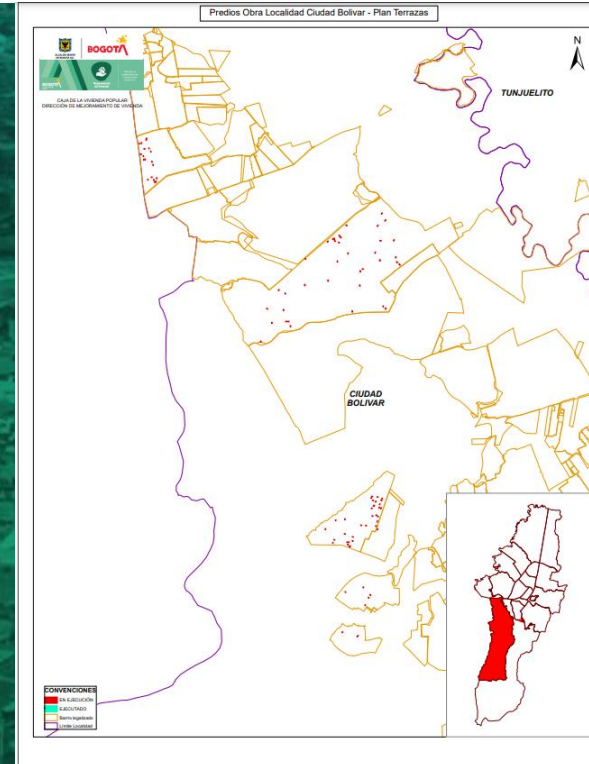 Predios Obra Localidad Ciudad Bolivar - Plan Terrazas
BOGOTÁ
CAJA DE LA VIVIENDA POPULAR
DIRECCIÓN DE MEJORAMIENTO DE VIVIENDA
N
TUNJUELITO
CIUDAD
BOLIVAR
CONVENCIONES
EN EJECUCIÓN
EJECUTADO
Barrio legalizado
Límite Localidad